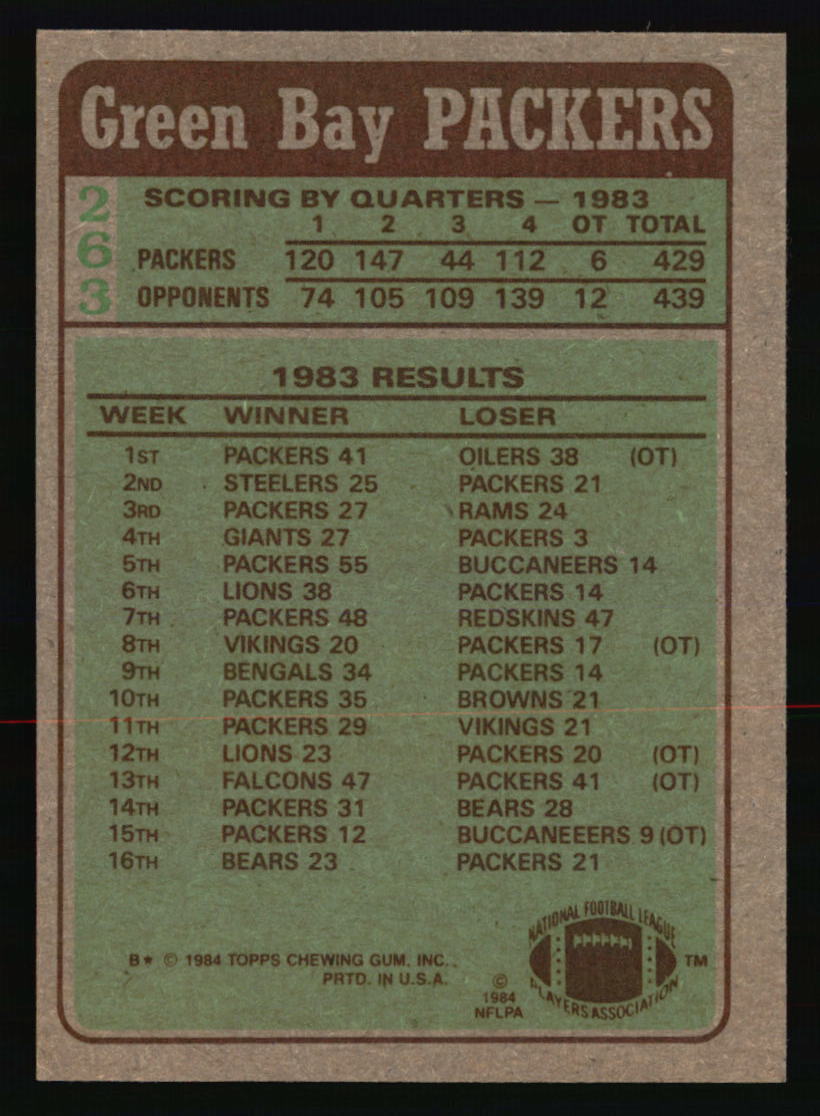 Green Bay PACKERS
263
SCORING BY QUARTERS — 1983
1 2 3 4 OT TOTAL
PACKERS 120 147 44 112 6 429
OPPONENTS 74 105 109 139 12 439
1983 RESULTS
WEEK WINNER LOSER
1ST PACKERS 41 OILERS 38 (OT)
2ND STEELERS 25 PACKERS 21
3RD PACKERS 27 RAMS 24
4TH GIANTS 27 PACKERS 3
5TH PACKERS 55 BUCCANEERS 14
6TH LIONS 38 PACKERS 14
7TH PACKERS 48 REDSKINS 47
8TH VIKINGS 20 PACKERS 17 (OT)
9TH BENGALS 34 PACKERS 14
10TH PACKERS 35 BROWNS 21
11TH PACKERS 29 VIKINGS 21
12TH LIONS 23 PACKERS 20 (OT)
13TH FALCONS 47 PACKERS 41 (OT)
14TH PACKERS 31 BEARS 28
15TH PACKERS 12 BUCCANEEERS 9 (OT)
16TH BEARS 23 PACKERS 21
B★ © 1984 TOPPS CHEWING GUM, INC.
PRTD. IN U.S.A.
©
1984
NFLPA
NATIONAL FOOTBALL LEAGUE
PLAYERS ASSOCIATION
TM